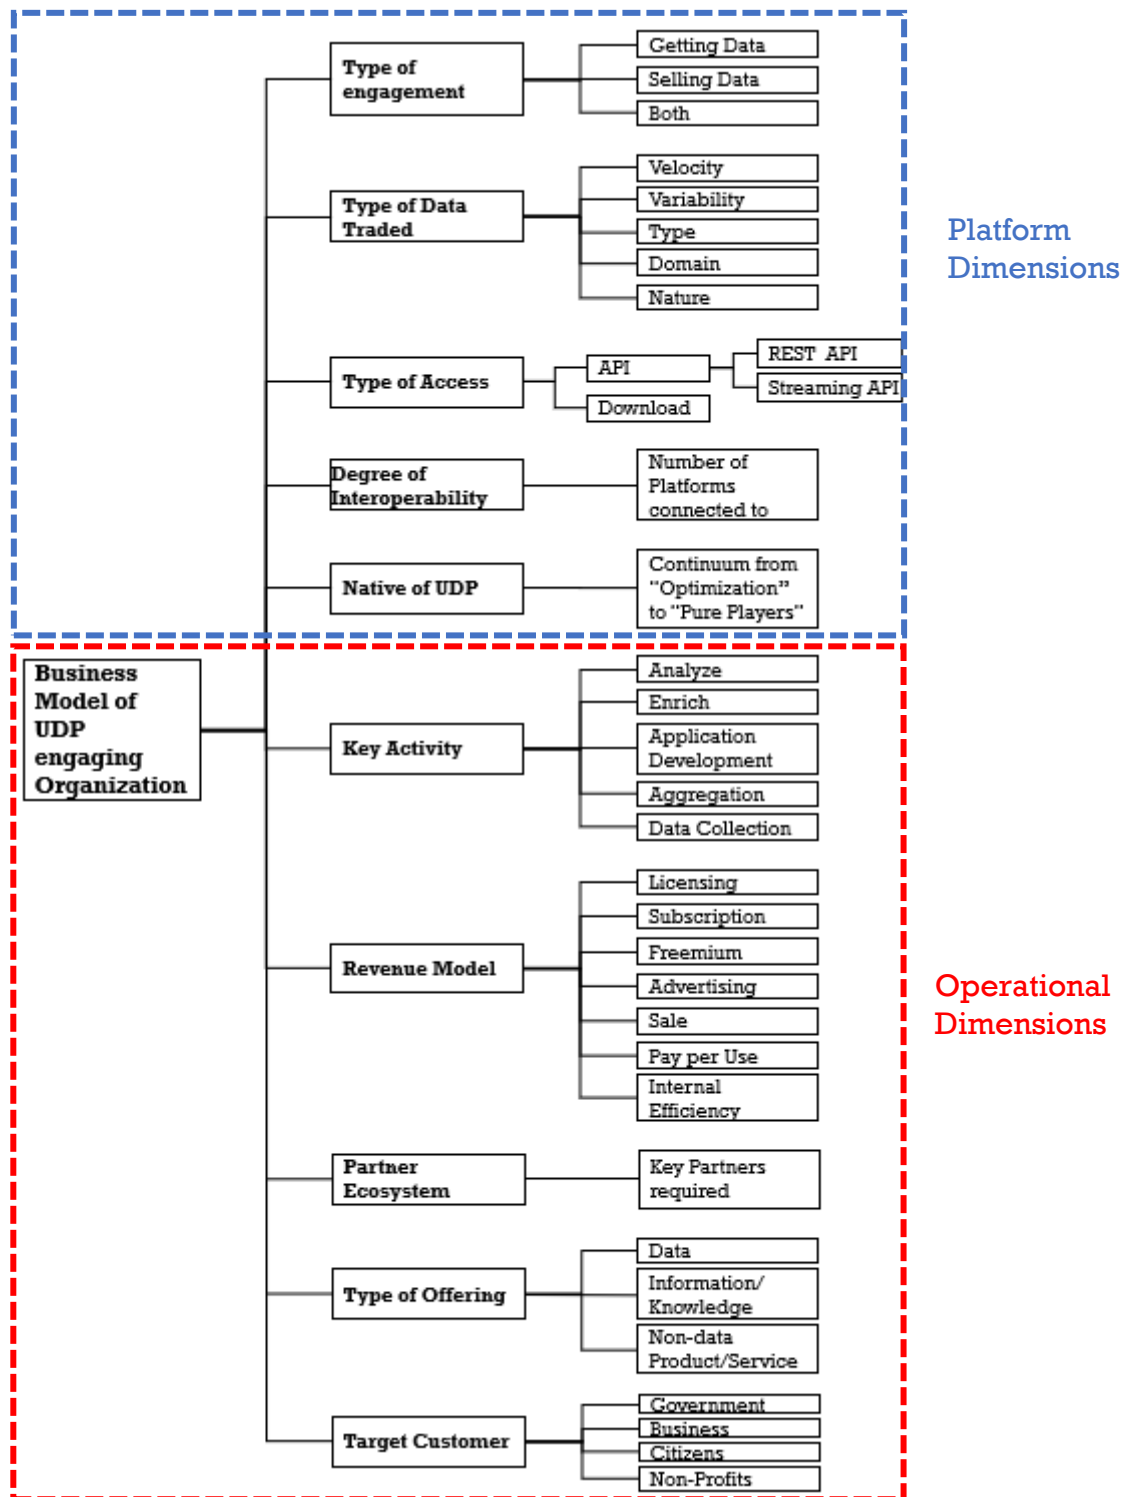 Type of
engagement
Getting Data
Selling Data
Both
Type of Data
Traded
Velocity
Variability
Type
Domain
Nature
Platform
Dimensions
Type of Access
API
Download
REST API
Streaming API
Degree of
Interoperability
Number of
Platforms
connected to
Native of UDP
Continuum from
"Optimization"
to "Pure Players"
Business
Model of
UDP
engaging
Organization
Key Activity
Analyze
Enrich
Application
Development
Aggregation
Data Collection
Revenue Model
Licensing
Subscription
Freemium
Advertising
Sale
Pay per Use
Internal
Efficiency
Operational
Dimensions
Partner
Ecosystem
Key Partners
required
Type of Offering
Data
Information/
Knowledge
Non-data
Product/Service
Target Customer
Government
Business
Citizens
Non-Profits